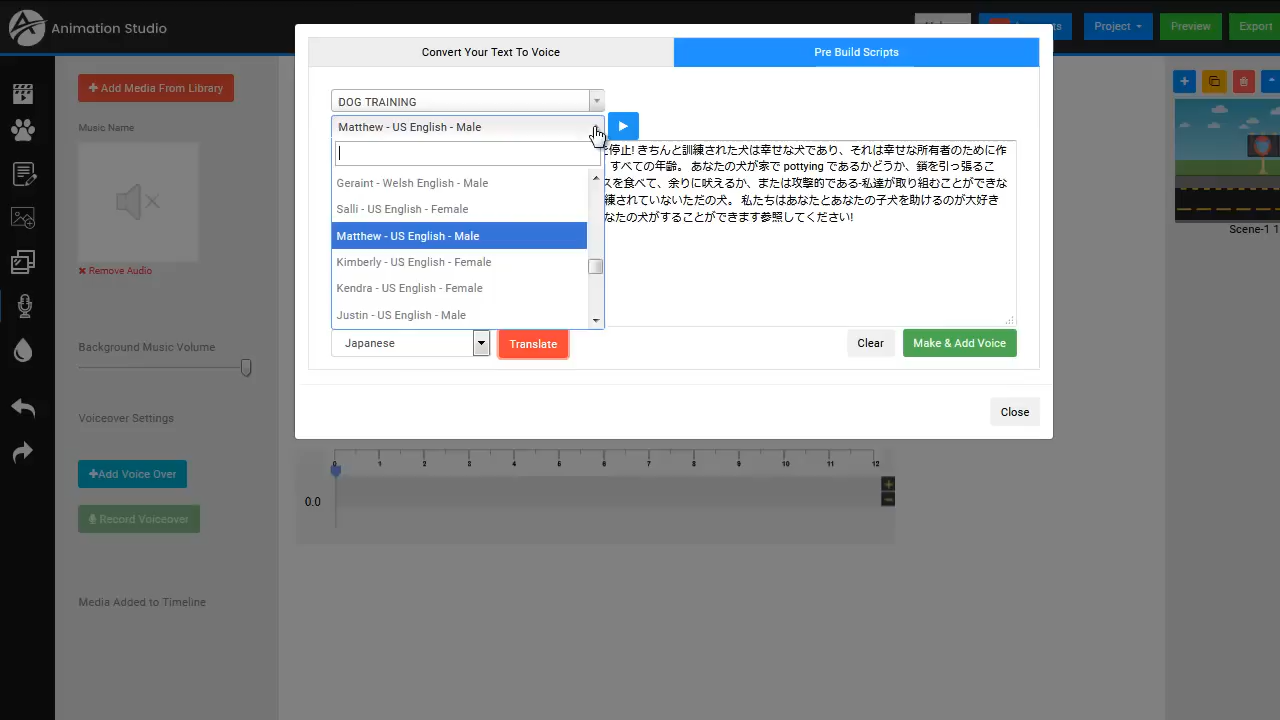 Animation Studio
Project
Preview
Export
Convert Your Text To Voice
Pre Build Scripts
Add Media From Library
Music Name
Remove Audio
Background Music Volume
Voiceover Settings
Add Voice Over
Record Voiceover
Media Added to Timeline
DOG TRAINING
Matthew - US English - Male
Geraint - Welsh English - Male
Salli - US English - Female
Matthew - US English - Male
Kimberly - US English - Female
Kendra - US English - Female
Justin - US English - Male
停止! きちんと訓練された犬は幸せな犬であり、それは幸せな所有者のために作
すべての年齢。 あなたの犬が家で pottying であるかどうか、鎖を引っ張るこ
スを食べて、余りに吠えるか、または攻撃的である-私達が取り組むことができな
練されていないただの犬。 私たちはあなたとあなたの子犬を助けるのが大好き
なたの犬がすることができます参照してください!
Japanese
Translate
Clear
Make & Add Voice
Close
0 1 2 3 4 5 6 7 8 9 10 11 12
0.0
Scene-1 1